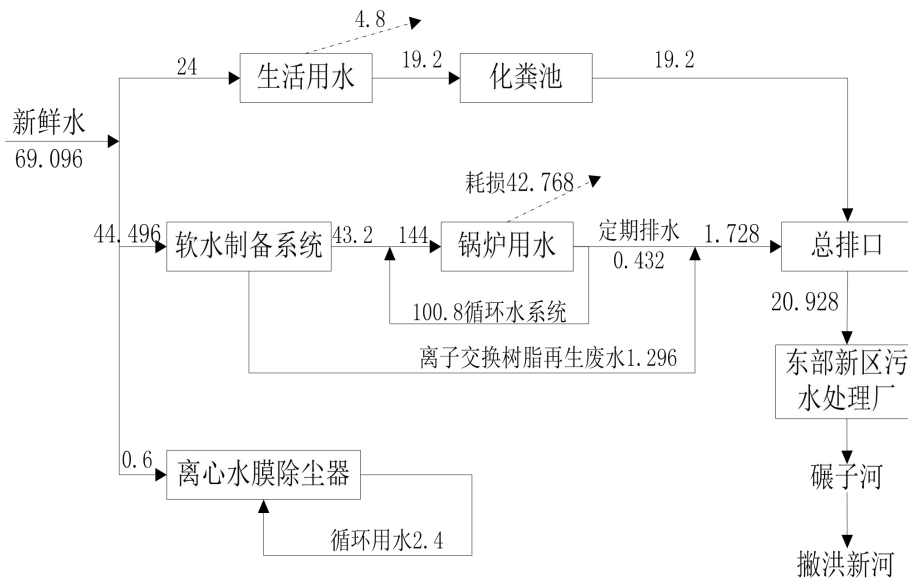 4.8
24
生活用水
19.2
化粪池
19.2
新鲜水
69.096
耗损42.768
44.496
软水制备系统
43.2
144
锅炉用水
定期排水
0.432
1.728
总排口
100.8循环水系统
20.928
离子交换树脂再生废水1.296
东部新区污
水处理厂
0.6
离心水膜除尘器
碾子河
循环用水2.4
撇洪新河